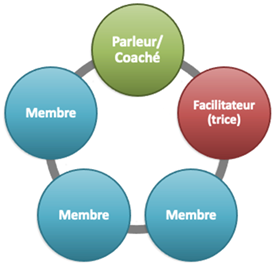 Parleur/
Coaché
Facilitateur
(trice)
Membre
Membre
Membre